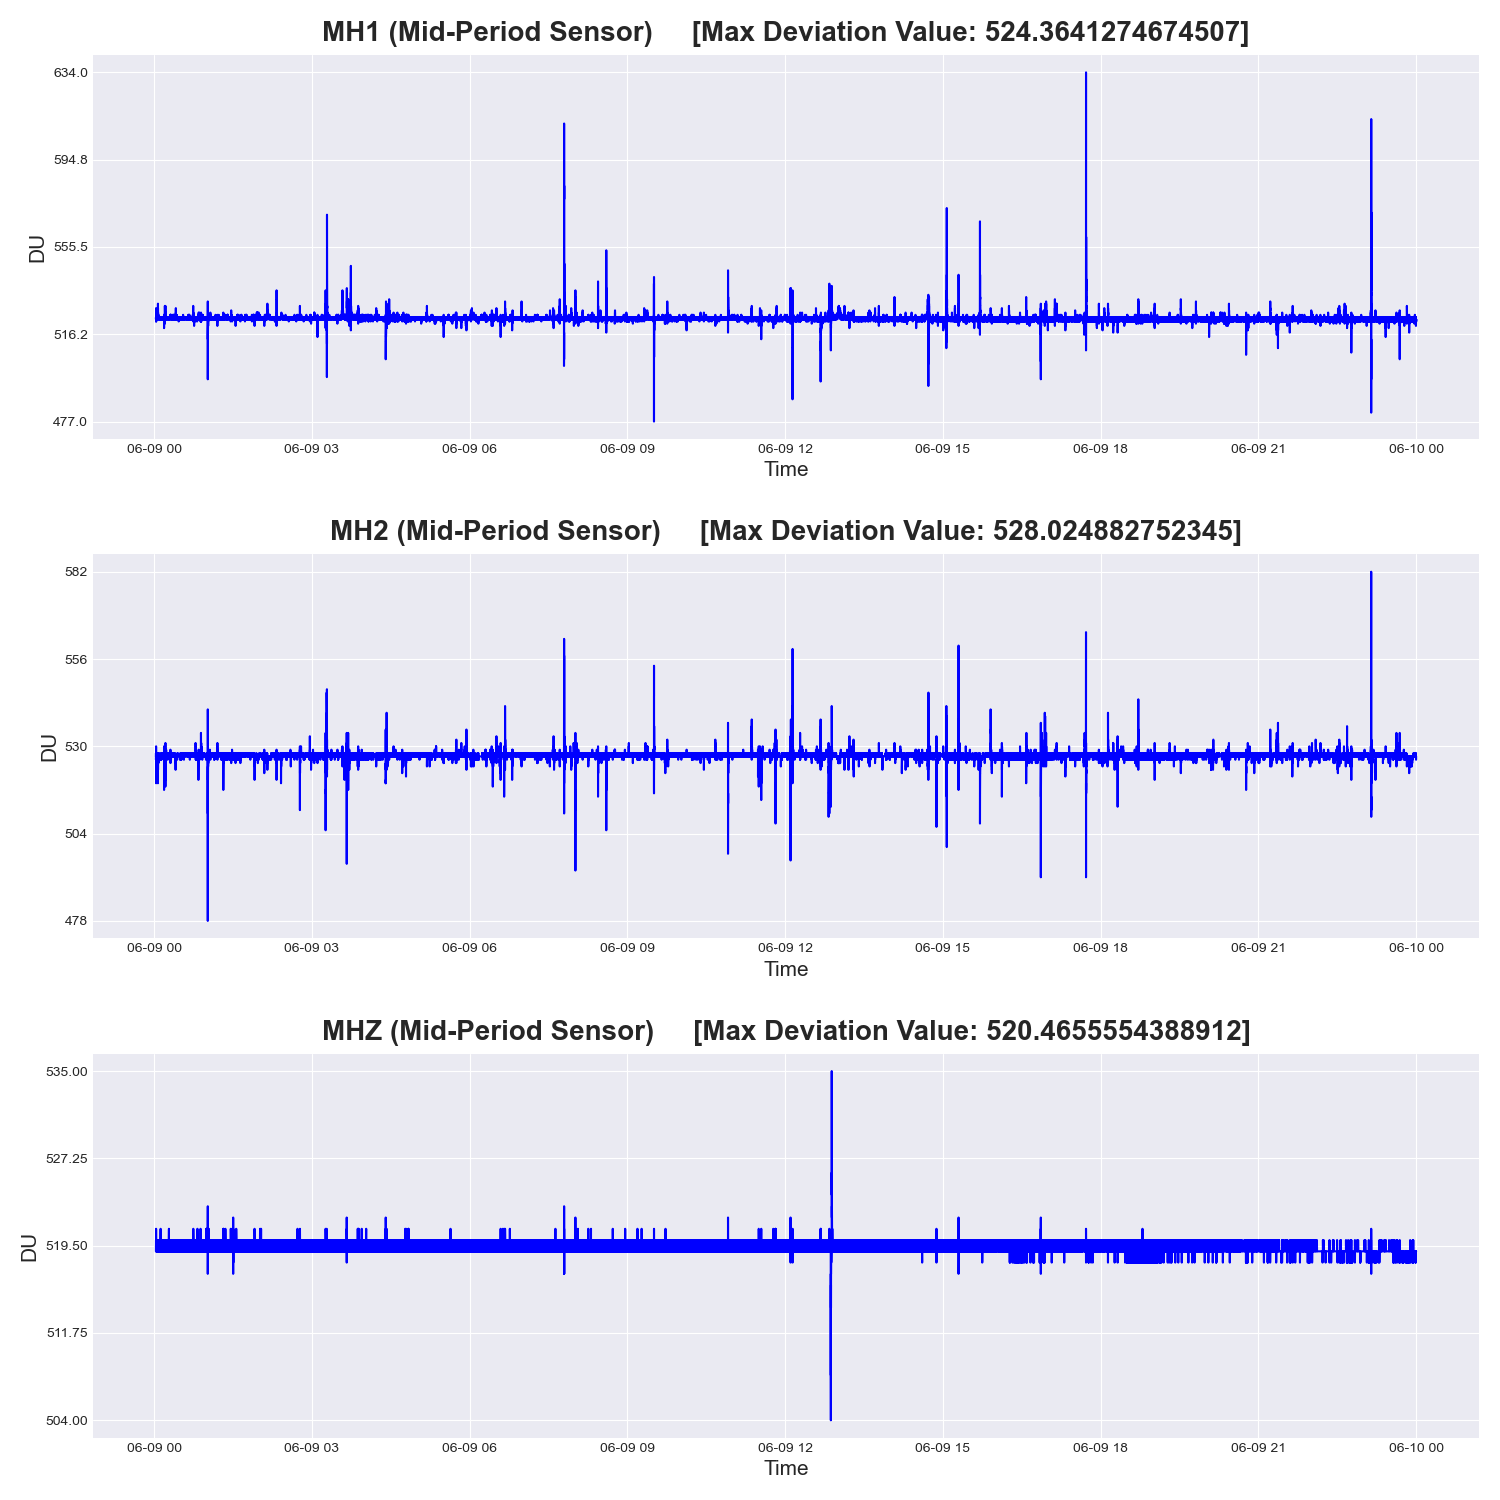 MH1 (Mid-Period Sensor) [Max Deviation Value: 524.3641274674507]
634.0
594.8
555.5
516.2
477.0
DU
06-09 00 06-09 03 06-09 06 06-09 09 06-09 12 06-09 15 06-09 18 06-09 21 06-10 00
Time
MH2 (Mid-Period Sensor) [Max Deviation Value: 528.024882752345]
582
556
530
504
478
DU
06-09 00 06-09 03 06-09 06 06-09 09 06-09 12 06-09 15 06-09 18 06-09 21 06-10 00
Time
MHZ (Mid-Period Sensor) [Max Deviation Value: 520.4655554388912]
535.00
527.25
519.50
511.75
504.00
DU
06-09 00 06-09 03 06-09 06 06-09 09 06-09 12 06-09 15 06-09 18 06-09 21 06-10 00
Time